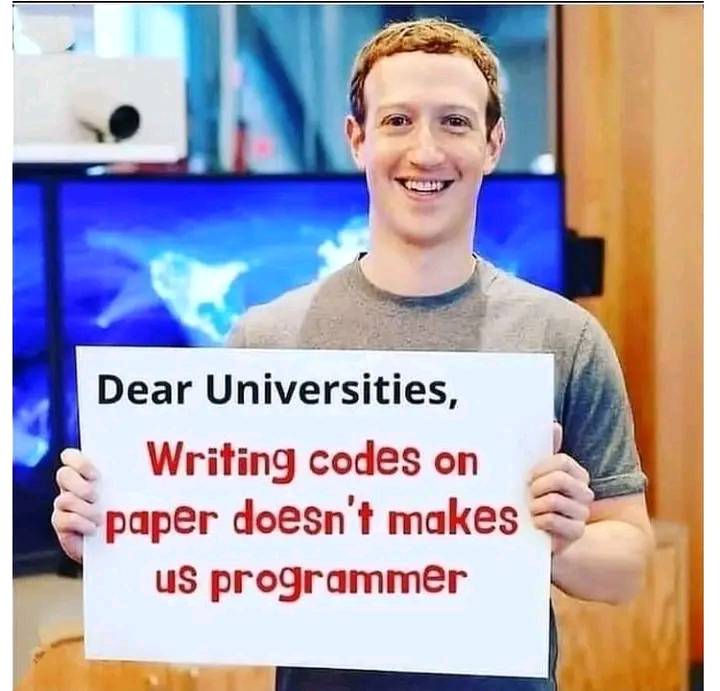 Dear Universities,
Writing codes on
paper doesn't makes
us programmer